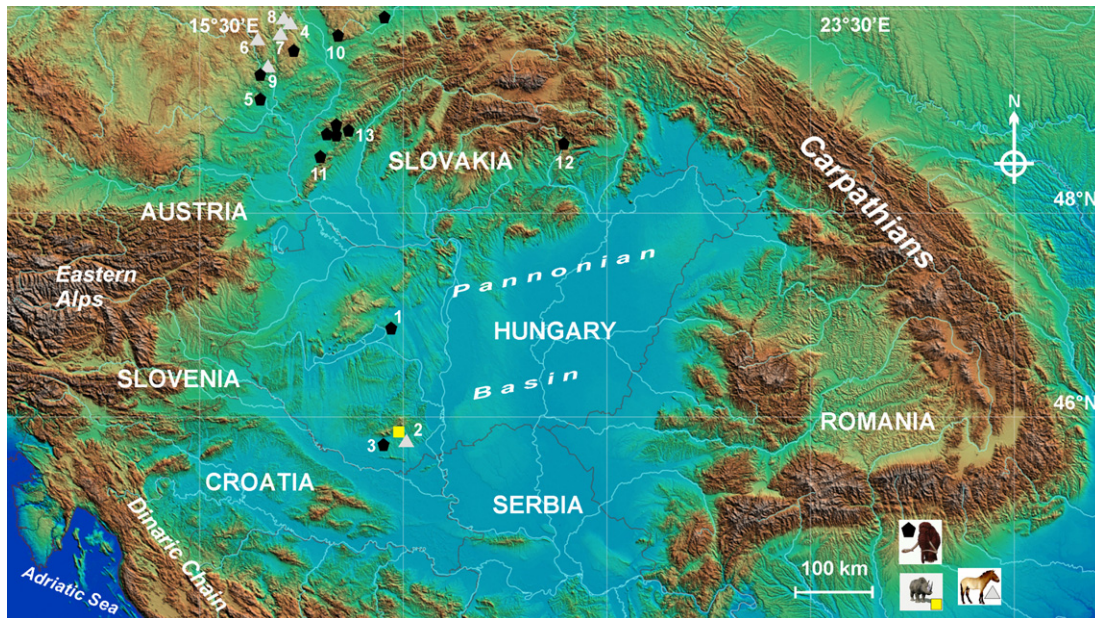 8
15°30'E
4
23°30'E
6
7
10
9
5
13
N
SLOVAKIA
12
11
Carpathians
48°N
AUSTRIA
Eastern
Alps
Pannonian
1
HUNGARY
SLOVENIA
Basin
46°N
2
ROMANIA
3
CROATIA
SERBIA
Dinaric Chain
100 km
Adriatic Sea